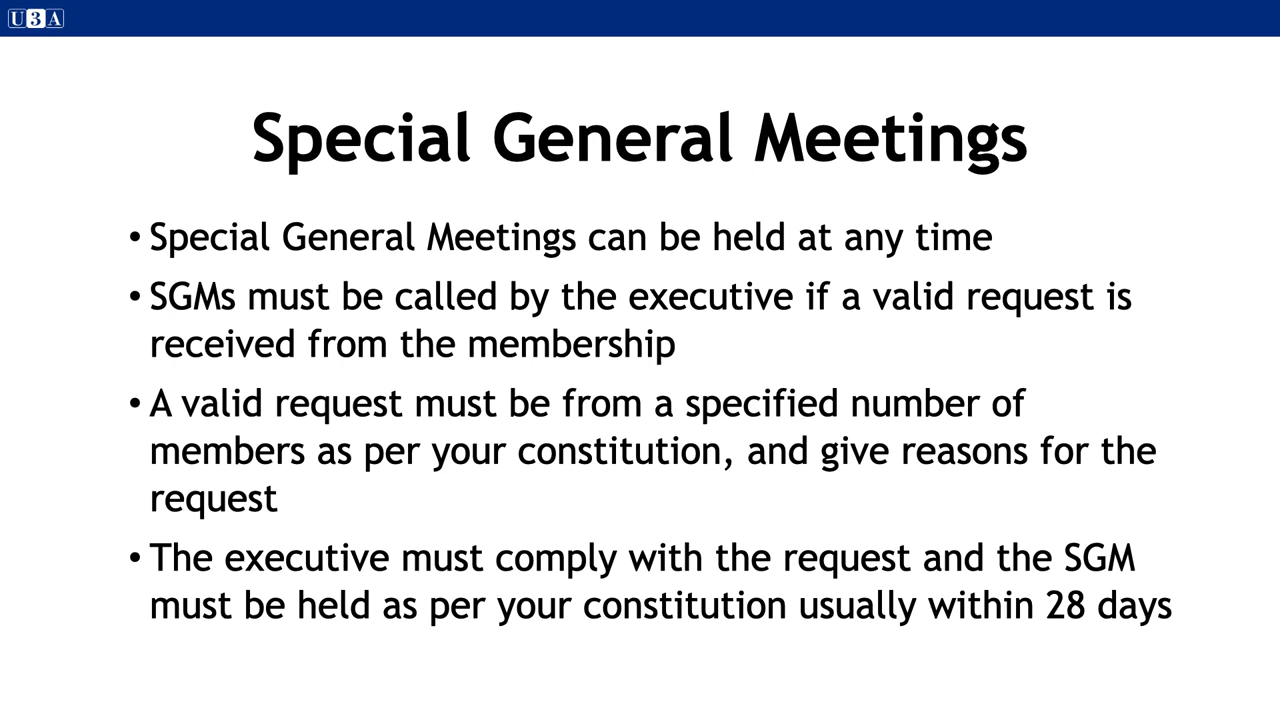 U3A
Special General Meetings
• Special General Meetings can be held at any time
• SGMs must be called by the executive if a valid request is
received from the membership
• A valid request must be from a specified number of
members as per your constitution, and give reasons for the
request
• The executive must comply with the request and the SGM
must be held as per your constitution usually within 28 days